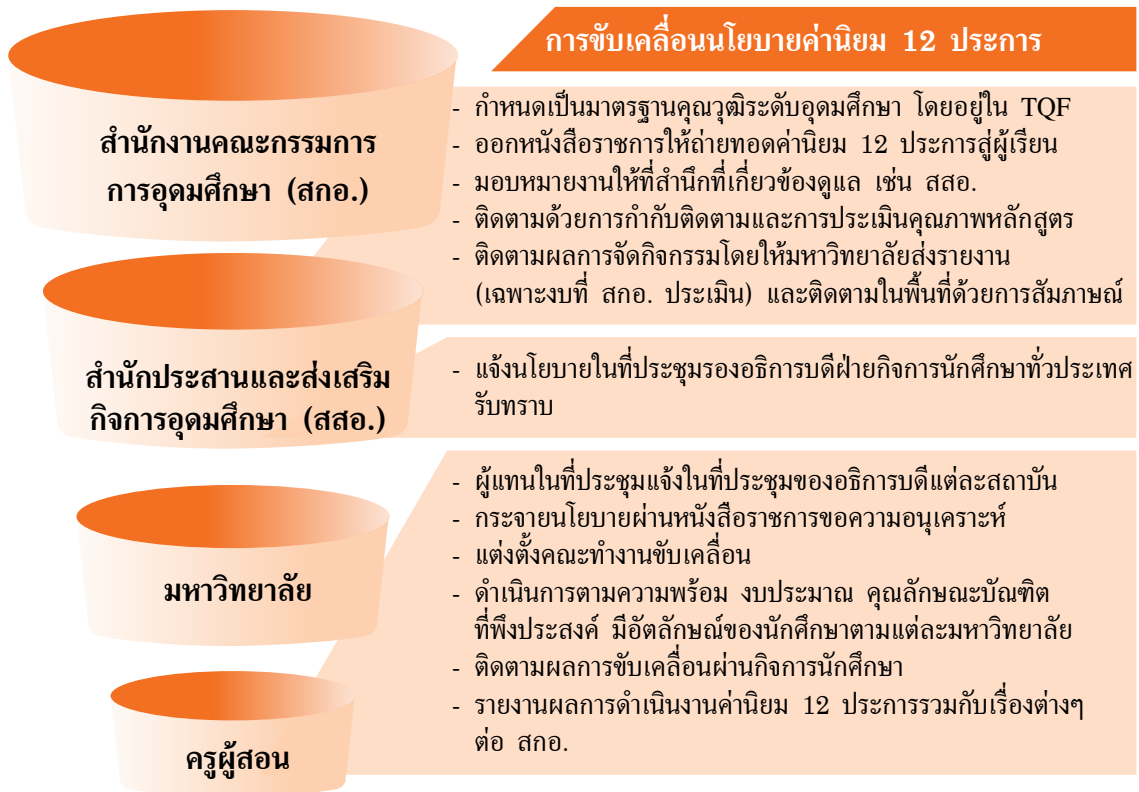 การขับเคลื่อนนโยบายค่านิยม 12 ประการ
สำนักงานคณะกรรมการ
การอุดมศึกษา (สกอ.)
- กำหนดเป็นมาตรฐานคุณวุฒิระดับอุดมศึกษา โดยอยู่ใน TQF
- ออกหนังสือราชการให้ถ่ายทอดค่านิยม 12 ประการสู่ผู้เรียน
- มอบหมายงานให้ที่สำนึกที่เกี่ยวข้องดูแล เช่น สสอ.
- ติดตามด้วยการกำกับติดตามและการประเมินคุณภาพหลักสูตร
- ติดตามผลการจัดกิจกรรมโดยให้มหาวิทยาลัยส่งรายงาน
(เฉพาะงบที่ สกอ. ประเมิน) และติดตามในพื้นที่ด้วยการสัมภาษณ์
สำนักประสานและส่งเสริม
กิจการอุดมศึกษา (สสอ.)
- แจ้งนโยบายในที่ประชุมรองอธิการบดีฝ่ายกิจการนักศึกษาทั่วประเทศ
รับทราบ
มหาวิทยาลัย
- ผู้แทนในที่ประชุมแจ้งในที่ประชุมของอธิการบดีแต่ละสถาบัน
- กระจายนโยบายผ่านหนังสือราชการขอความอนุเคราะห์
- แต่งตั้งคณะทำงานขับเคลื่อน
- ดำเนินการตามความพร้อม งบประมาณ คุณลักษณะบัณฑิต
ที่พึงประสงค์ มีอัตลักษณ์ของนักศึกษาตามแต่ละมหาวิทยาลัย
- ติดตามผลการขับเคลื่อนผ่านกิจการนักศึกษา
- รายงานผลการดำเนินงานค่านิยม 12 ประการรวมกับเรื่องต่างๆ
ต่อ สกอ.
ครูผู้สอน